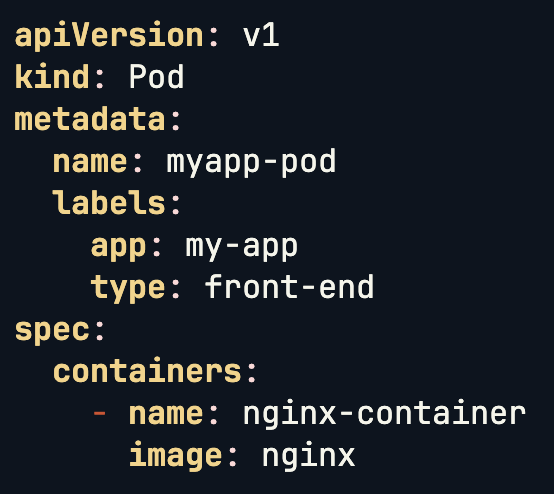 apiVersion: v1
kind: Pod
metadata:
  name: myapp-pod
  labels:
    app: my-app
    type: front-end
spec:
  containers:
    - name: nginx-container
      image: nginx